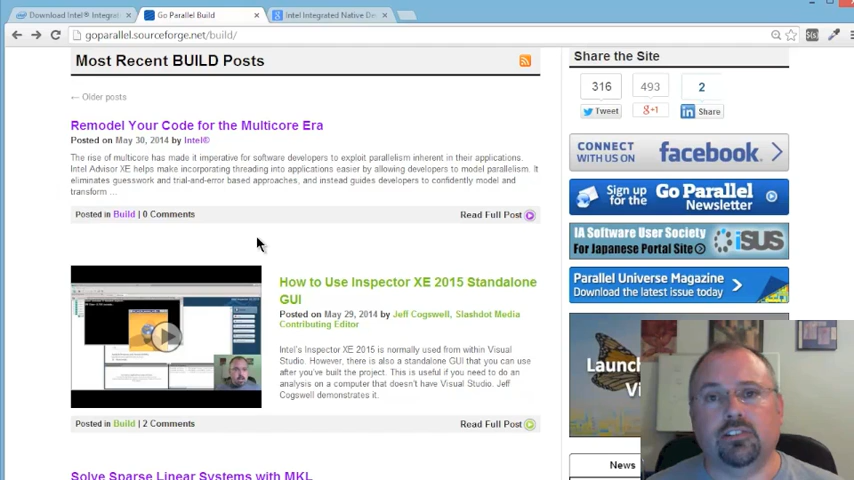 Download Intel® Integrat
Go Parallel Build
Intel Integrated Native De
goparallel.sourceforge.net/build/
Most Recent BUILD Posts
← Older posts
Remodel Your Code for the Multicore Era
Posted on May 30, 2014 by Intel®
The rise of multicore has made it imperative for software developers to exploit parallelism inherent in their applications.
Intel Advisor XE helps make incorporating threading into applications easier by allowing developers to model parallelism. It
eliminates guesswork and trial-and-error based approaches, and instead guides developers to confidently model and
transform ...
Posted in Build | 0 Comments
Read Full Post
How to Use Inspector XE 2015 Standalone
GUI
Posted on May 29, 2014 by Jeff Cogswell, Slashdot Media
Contributing Editor
Intel's Inspector XE 2015 is normally used from within Visual
Studio. However, there is also a standalone GUI that you can use
after you've built the project. This is useful if you need to do an
analysis on a computer that doesn't have Visual Studio. Jeff
Cogswell demonstrates it.
Posted in Build | 2 Comments
Read Full Post
Solve Sparse Linear Systems with MKL
Share the Site
316
493
2
Tweet
+1
in Share
CONNECT
WITH US ON
facebook
Sign up
for the
Go Parallel
Newsletter
IA Software User Society
For Japanese Portal Site
iSUS
Parallel Universe Magazine
Download the latest issue today
Launch
Vi
News